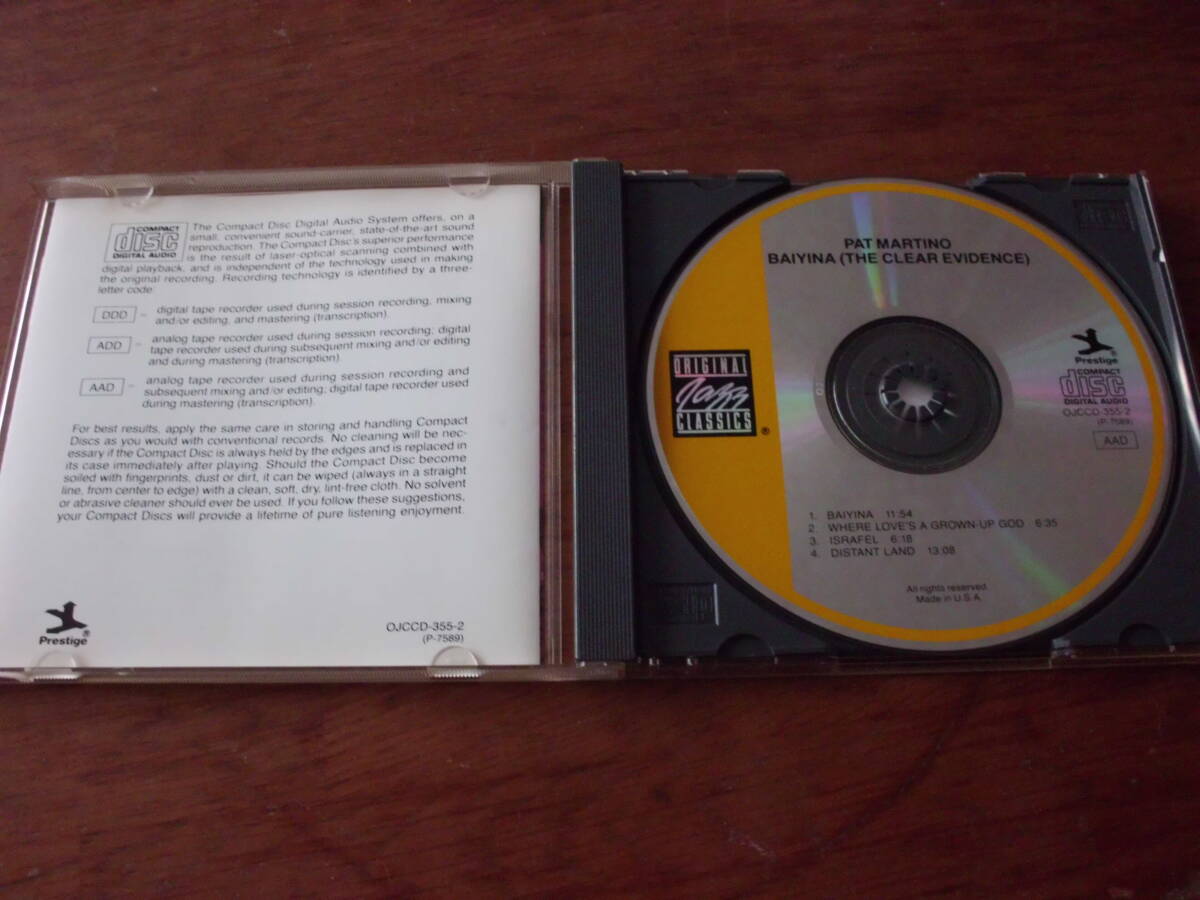 COMPACT
disc
DIGITAL AUDIO
The Compact Disc Digital Audio System offers, on a
small, convenient sound-carrier, state-of-the-art sound
reproduction. The Compact Disc's superior performance
is the result of laser-optical scanning combined with
digital playback, and is independent of the technology used in making
the original recording. Recording technology is identified by a three-
letter code:
DDD = digital tape recorder used during session recording, mixing
and/or editing, and mastering (transcription).
ADD = analog tape recorder used during session recording; digital
tape recorder used during subsequent mixing and/or editing
and during mastering (transcription).
AAD = analog tape recorder used during session recording and
subsequent mixing and/or editing; digital tape recorder used
during mastering (transcription).
For best results, apply the same care in storing and handling Compact
Discs as you would with conventional records. No cleaning will be nec-
essary if the Compact Disc is always held by the edges and is replaced in
its case immediately after playing. Should the Compact Disc become
soiled with fingerprints, dust or dirt, it can be wiped (always in a straight
line, from center to edge) with a clean, soft, dry, lint-free cloth. No solvent
or abrasive cleaner should ever be used. If you follow these suggestions,
your Compact Discs will provide a lifetime of pure listening enjoyment.
Prestige®
OJCCD-355-2
(P-7589)
PAT MARTINO
BAIYINA (THE CLEAR EVIDENCE)
ORIGINAL
Jazz
CLASSICS®
Prestige®
COMPACT
disc
DIGITAL AUDIO
OJCCD-355-2
(P-7589)
AAD
1. BAIYINA 11:54
2. WHERE LOVE'S A GROWN-UP GOD 6:35
3. ISRAFEL 6:18
4. DISTANT LAND 13:08
All rights reserved.
Made in U.S.A.